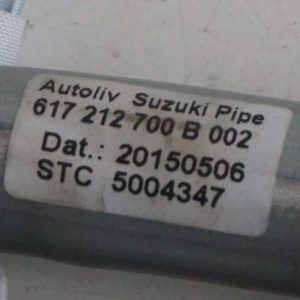 Autoliv Suzuki Pipe
617 212 700 B 002
Dat.: 20150506
STC 5004347